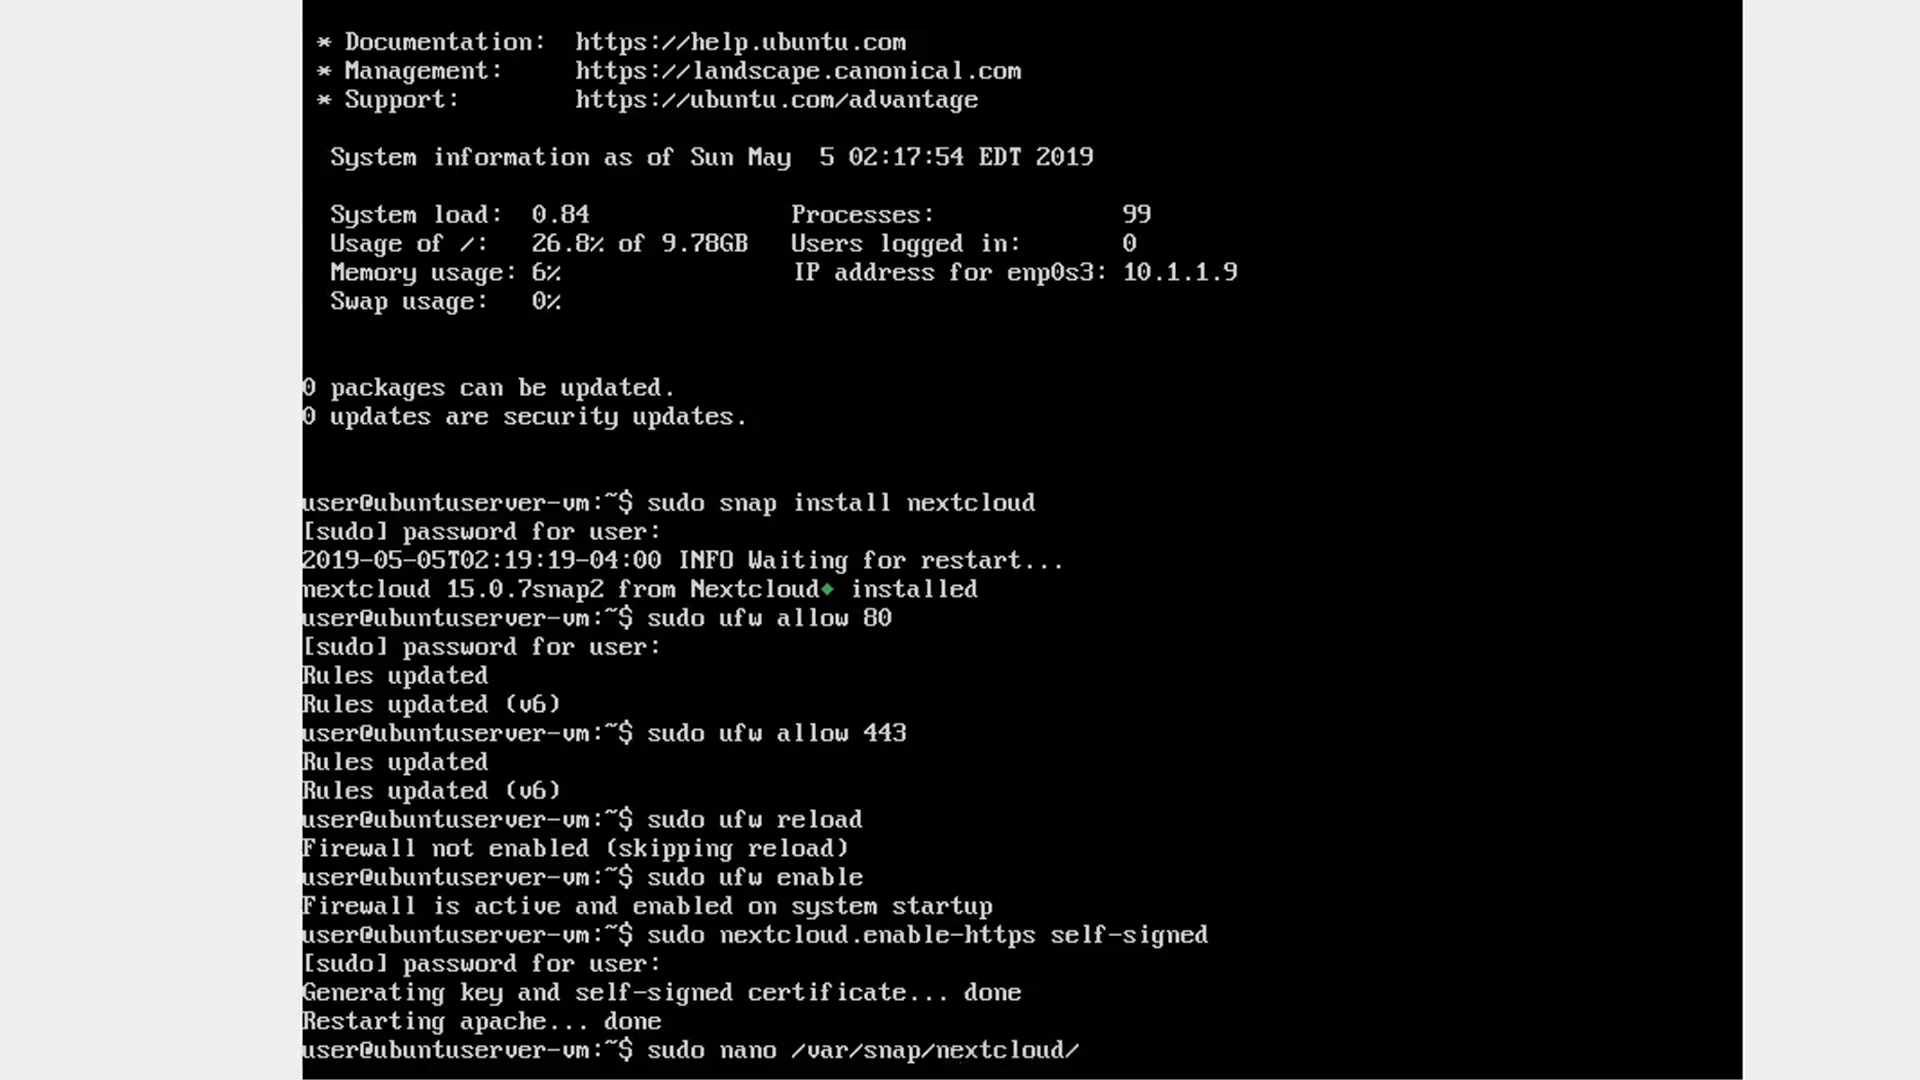 * Documentation:  https://help.ubuntu.com
* Management:     https://landscape.canonical.com
* Support:        https://ubuntu.com/advantage
System information as of Sun May  5 02:17:54 EDT 2019
System load:  0.84              Processes:             99
Usage of /:   26.8% of 9.78GB   Users logged in:       0
Memory usage: 6%                IP address for enp0s3: 10.1.1.9
Swap usage:   0%
0 packages can be updated.
0 updates are security updates.
user@ubuntuserver-vm:~$ sudo snap install nextcloud
[sudo] password for user:
2019-05-05T02:19:19-04:00 INFO Waiting for restart...
nextcloud 15.0.7snap2 from Nextcloud◆ installed
user@ubuntuserver-vm:~$ sudo ufw allow 80
[sudo] password for user:
Rules updated
Rules updated (v6)
user@ubuntuserver-vm:~$ sudo ufw allow 443
Rules updated
Rules updated (v6)
user@ubuntuserver-vm:~$ sudo ufw reload
Firewall not enabled (skipping reload)
user@ubuntuserver-vm:~$ sudo ufw enable
Firewall is active and enabled on system startup
user@ubuntuserver-vm:~$ sudo nextcloud.enable-https self-signed
[sudo] password for user:
Generating key and self-signed certificate... done
Restarting apache... done
user@ubuntuserver-vm:~$ sudo nano /var/snap/nextcloud/